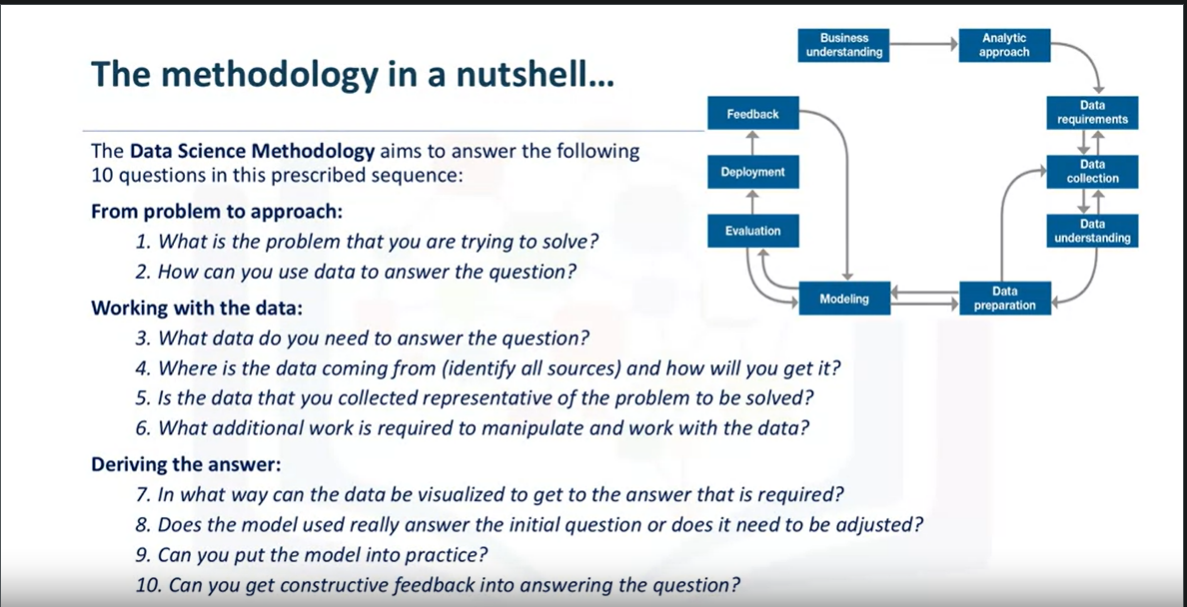 The methodology in a nutshell...
The Data Science Methodology aims to answer the following
10 questions in this prescribed sequence:
From problem to approach:
1. What is the problem that you are trying to solve?
2. How can you use data to answer the question?
Working with the data:
3. What data do you need to answer the question?
4. Where is the data coming from (identify all sources) and how will you get it?
5. Is the data that you collected representative of the problem to be solved?
6. What additional work is required to manipulate and work with the data?
Deriving the answer:
7. In what way can the data be visualized to get to the answer that is required?
8. Does the model used really answer the initial question or does it need to be adjusted?
9. Can you put the model into practice?
10. Can you get constructive feedback into answering the question?
Business
understanding
Analytic
approach
Data
requirements
Data
collection
Data
understanding
Data
preparation
Modeling
Evaluation
Deployment
Feedback